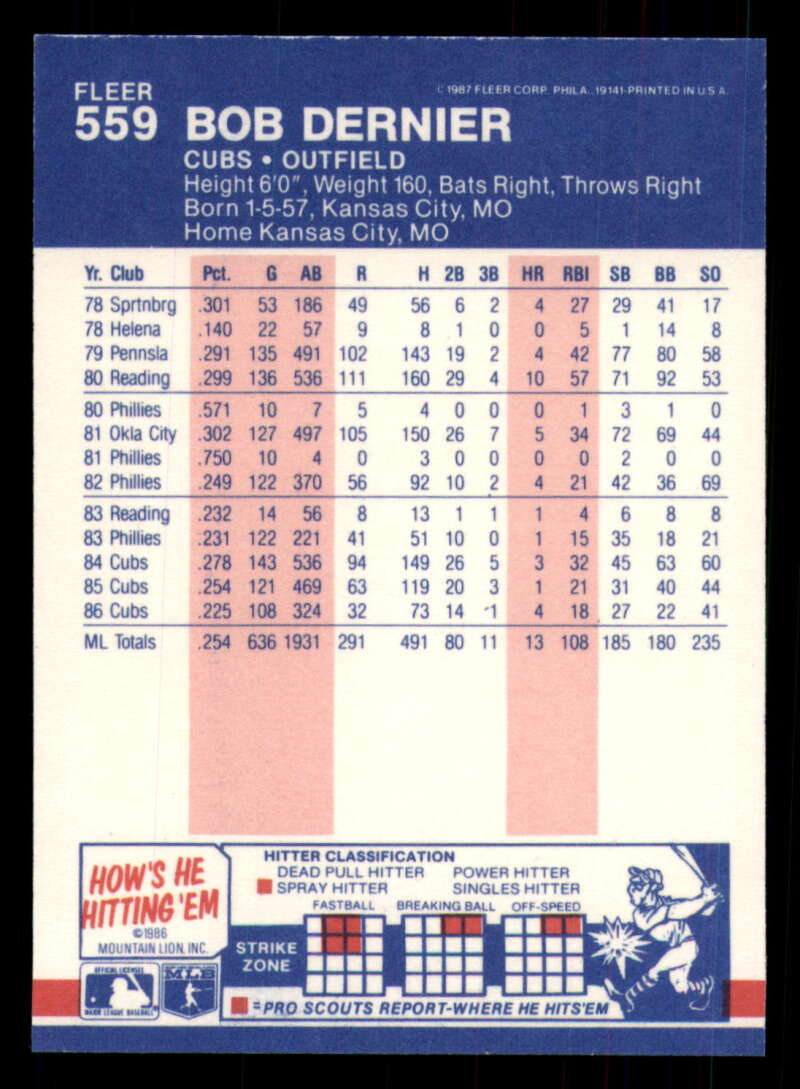 FLEER
© 1987 FLEER CORP. PHILA., 19141-PRINTED IN U.S.A.
559 BOB DERNIER
CUBS • OUTFIELD
Height 6'0", Weight 160, Bats Right, Throws Right
Born 1-5-57, Kansas City, MO
Home Kansas City, MO
Yr. Club Pct. G AB R H 2B 3B HR RBI SB BB SO
78 Sprtnbrg .301 53 186 49 56 6 2 4 27 29 41 17
78 Helena .140 22 57 9 8 1 0 0 5 1 14 8
79 Pennsla .291 135 491 102 143 19 2 4 42 77 80 58
80 Reading .299 136 536 111 160 29 4 10 57 71 92 53
80 Phillies .571 10 7 5 4 0 0 0 1 3 1 0
81 Okla City .302 127 497 105 150 26 7 5 34 72 69 44
81 Phillies .750 10 4 0 3 0 0 0 0 2 0 0
82 Phillies .249 122 370 56 92 10 2 4 21 42 36 69
83 Reading .232 14 56 8 13 1 1 1 4 6 8 8
83 Phillies .231 122 221 41 51 10 0 1 15 35 18 21
84 Cubs .278 143 536 94 149 26 5 3 32 45 63 60
85 Cubs .254 121 469 63 119 20 3 1 21 31 40 44
86 Cubs .225 108 324 32 73 14 1 4 18 27 22 41
ML Totals .254 636 1931 291 491 80 11 13 108 185 180 235
HOW'S HE
HITTING 'EM
©1986
MOUNTAIN LION, INC.
HITTER CLASSIFICATION
DEAD PULL HITTER POWER HITTER
SPRAY HITTER SINGLES HITTER
FASTBALL BREAKING BALL OFF-SPEED
STRIKE
ZONE
OFFICIAL LICENSEE
MAJOR LEAGUE BASEBALL
MLB
=PRO SCOUTS REPORT-WHERE HE HITS 'EM